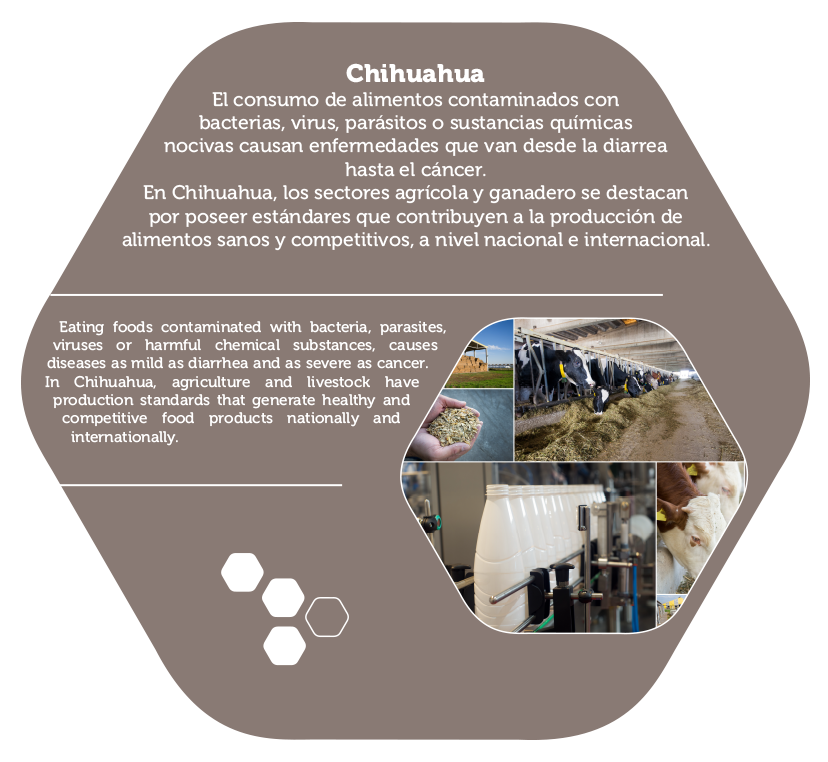 Chihuahua
El consumo de alimentos contaminados con
bacterias, virus, parásitos o sustancias químicas
nocivas causan enfermedades que van desde la diarrea
hasta el cáncer.
En Chihuahua, los sectores agrícola y ganadero se destacan
por poseer estándares que contribuyen a la producción de
alimentos sanos y competitivos, a nivel nacional e internacional.
Eating foods contaminated with bacteria, parasites,
viruses or harmful chemical substances, causes
diseases as mild as diarrhea and as severe as cancer.
In Chihuahua, agriculture and livestock have
production standards that generate healthy and
competitive food products nationally and
internationally.